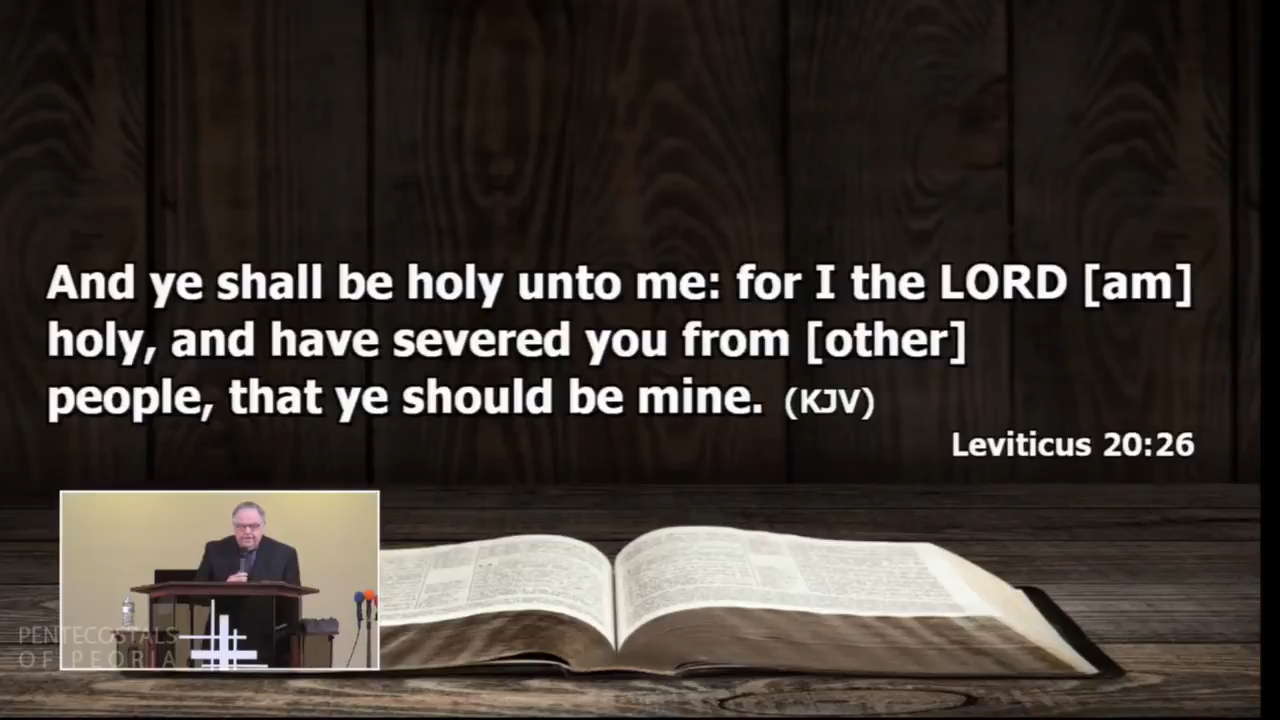 And ye shall be holy unto me: for I the LORD [am]
holy, and have severed you from [other]
people, that ye should be mine. (KJV)
Leviticus 20:26
PENTECOSTALS
OF PEORIA